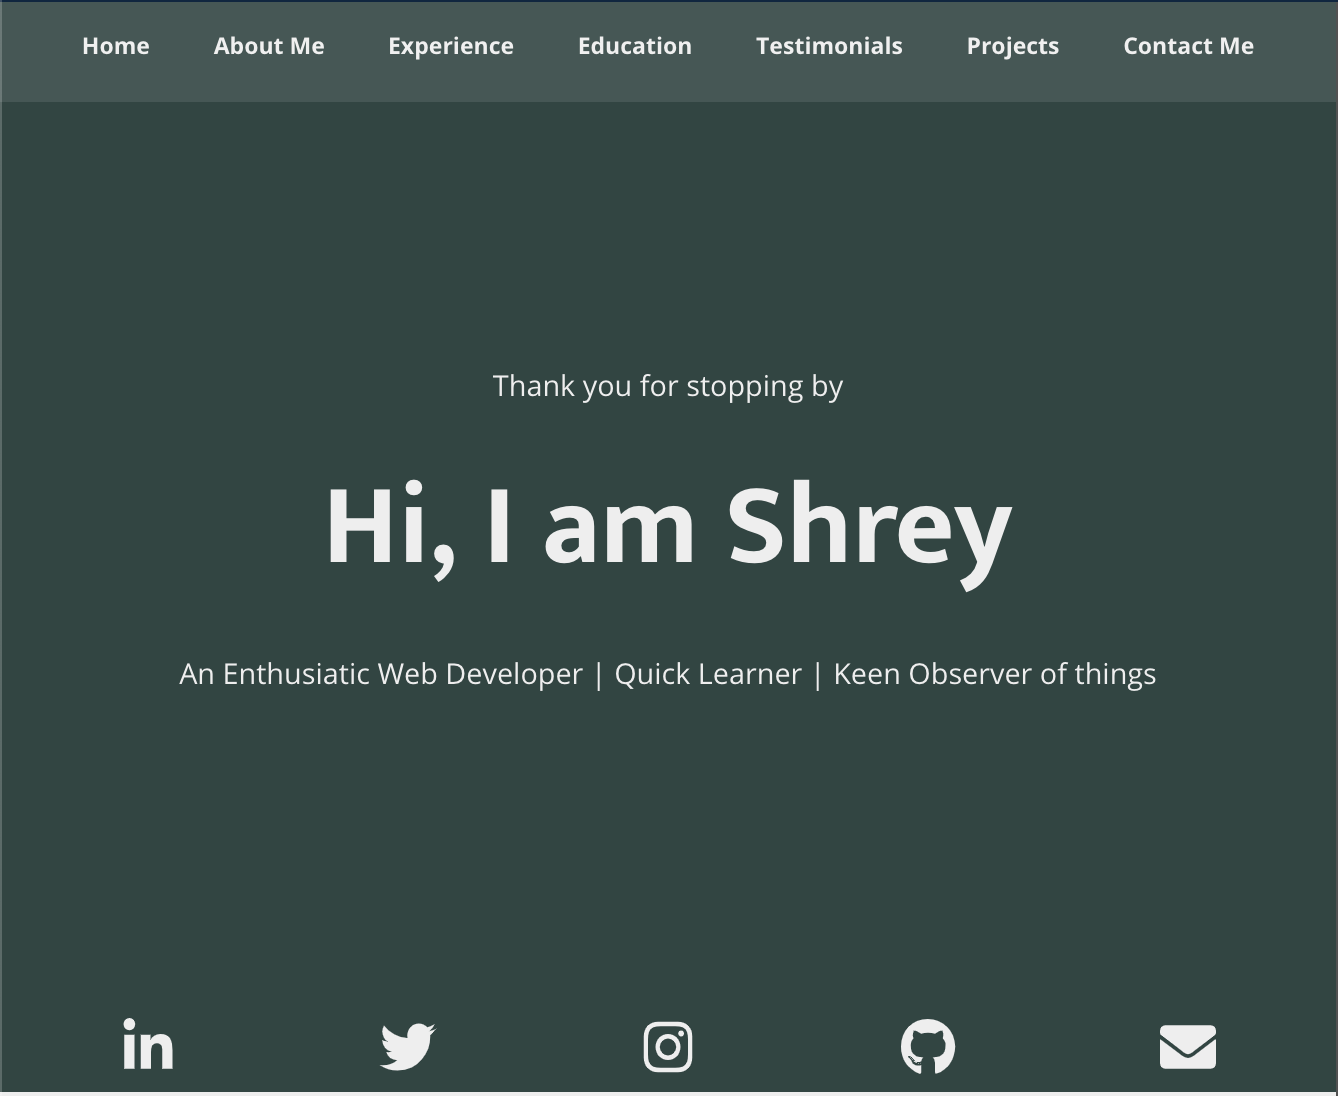 Home About Me Experience Education Testimonials Projects Contact Me
Thank you for stopping by
Hi, I am Shrey
An Enthusiatic Web Developer | Quick Learner | Keen Observer of things
in